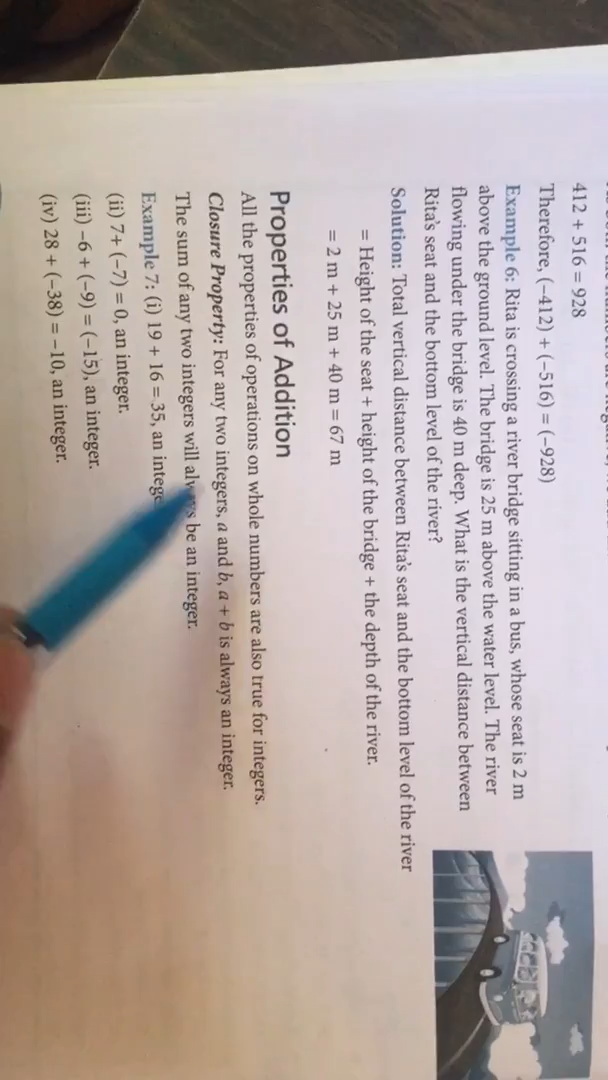 412 + 516 = 928
Therefore, (−412) + (−516) = (−928)
Example 6: Rita is crossing a river bridge sitting in a bus, whose seat is 2 m
above the ground level. The bridge is 25 m above the water level. The river
flowing under the bridge is 40 m deep. What is the vertical distance between
Rita's seat and the bottom level of the river?
Solution: Total vertical distance between Rita's seat and the bottom level of the river
= Height of the seat + height of the bridge + the depth of the river.
= 2 m + 25 m + 40 m = 67 m
Properties of Addition
All the properties of operations on whole numbers are also true for integers.
Closure Property: For any two integers, a and b, a + b is always an integer.
The sum of any two integers will always be an integer.
Example 7: (i) 19 + 16 = 35, an intege
(ii) 7+ (−7) = 0, an integer.
(iii) −6 + (−9) = (−15), an integer.
(iv) 28 + (−38) = −10, an integer.